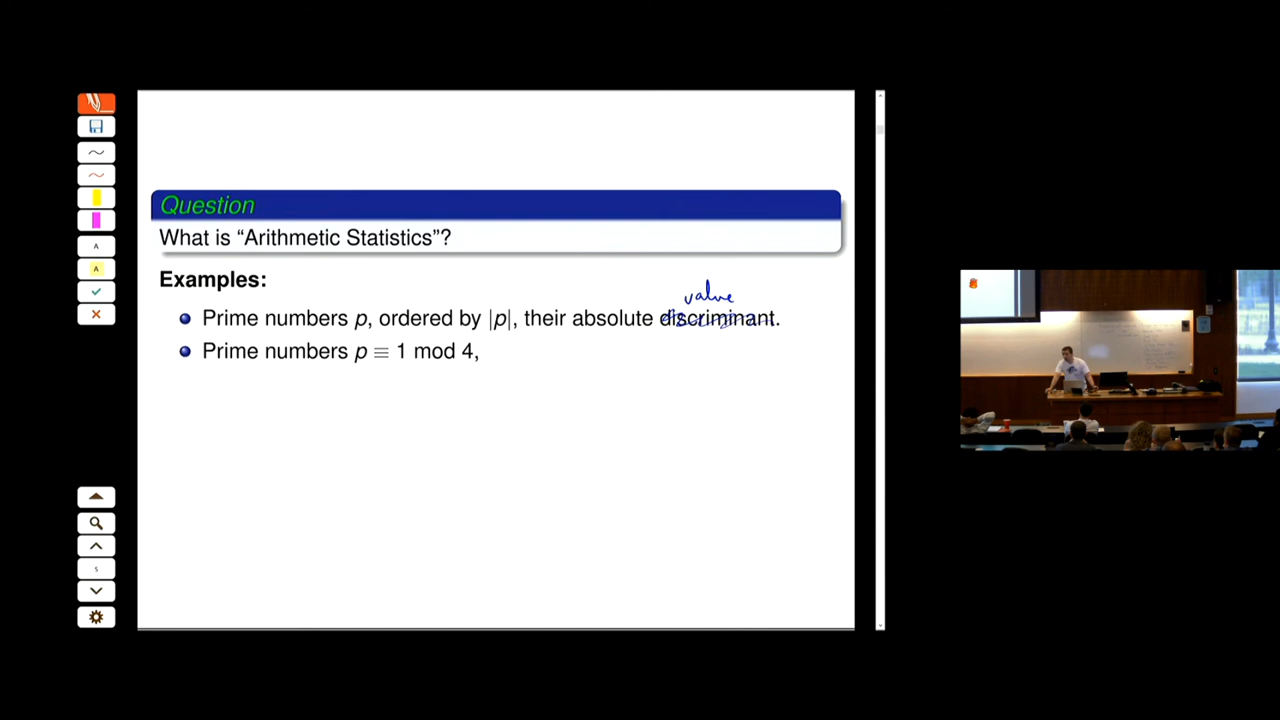 Question
What is “Arithmetic Statistics”?
Examples:
value
Prime numbers p, ordered by |p|, their absolute discriminant.
Prime numbers p ≡ 1 mod 4,